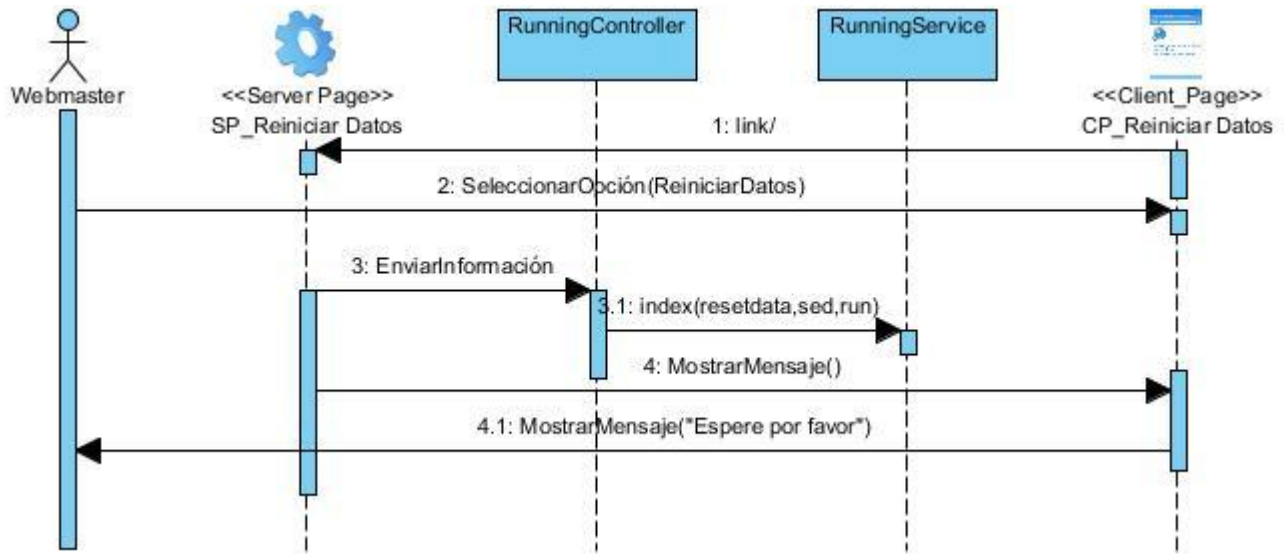 RunningController
RunningService
Webmaster
<<Server Page>>
SP_Reiniciar Datos
<<Client_Page>>
CP_Reiniciar Datos
1: link/
2: SeleccionarOpción(ReiniciarDatos)
3: EnviarInformación
3.1: index(resetdata,sed,run)
4: MostrarMensaje()
4.1: MostrarMensaje("Espere por favor")